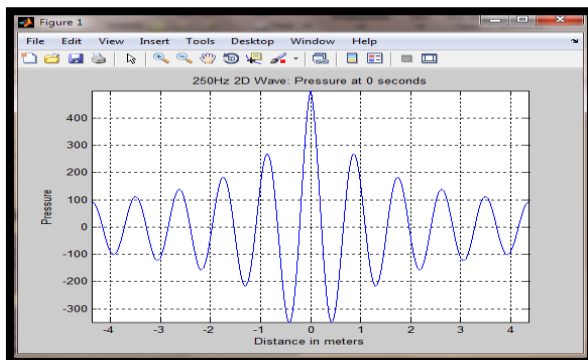 Figure 1
File Edit View Insert Tools Desktop Window Help
250Hz 2D Wave: Pressure at 0 seconds
400
300
200
100
0
-100
-200
-300
Pressure
-4 -3 -2 -1 0 1 2 3 4
Distance in meters